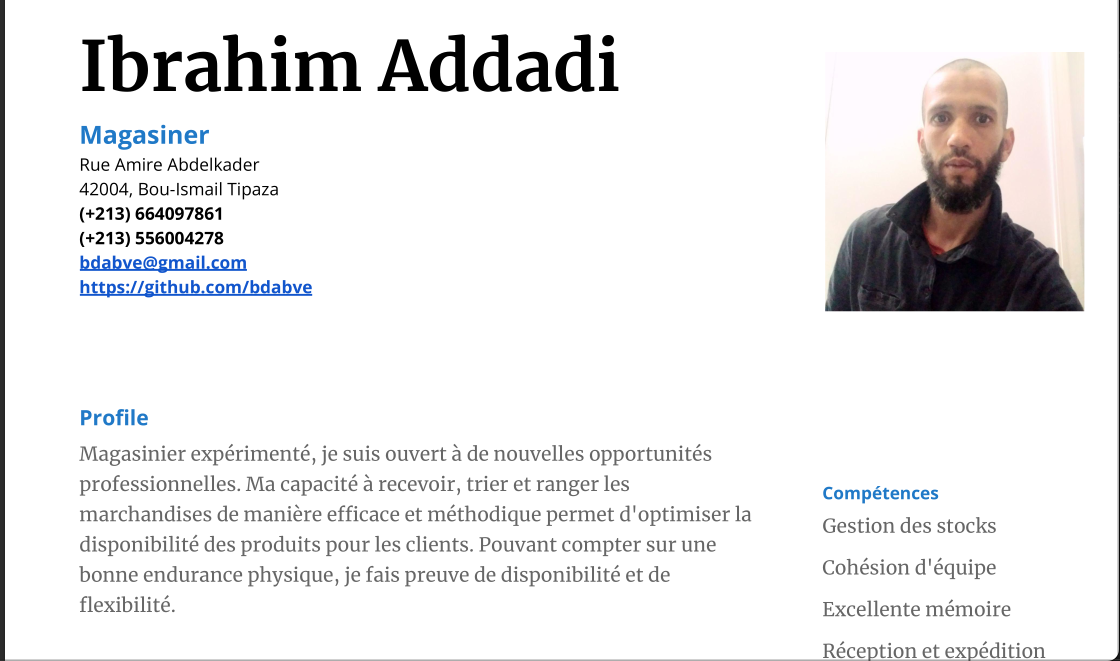 Ibrahim Addadi
Magasiner
Rue Amire Abdelkader
42004, Bou-Ismail Tipaza
(+213) 664097861
(+213) 556004278
bdabve@gmail.com
https://github.com/bdabve
Profile
Magasinier expérimenté, je suis ouvert à de nouvelles opportunités
professionnelles. Ma capacité à recevoir, trier et ranger les
marchandises de manière efficace et méthodique permet d'optimiser la
disponibilité des produits pour les clients. Pouvant compter sur une
bonne endurance physique, je fais preuve de disponibilité et de
flexibilité.
Compétences
Gestion des stocks
Cohésion d'équipe
Excellente mémoire
Réception et expédition